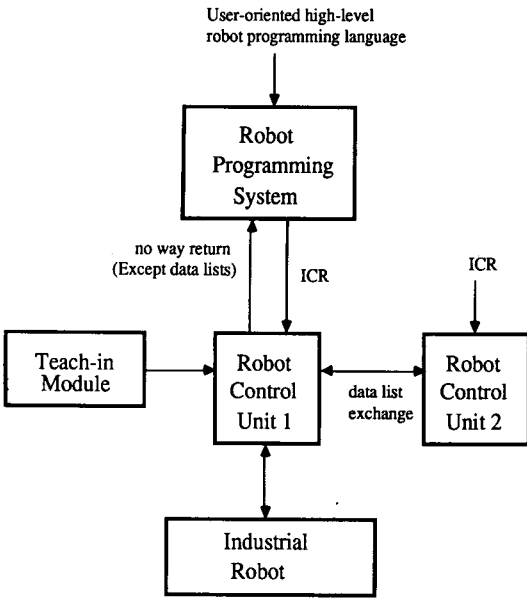 User-oriented high-level
robot programming language
Robot
Programming
System
no way return
(Except data lists)
ICR
ICR
Teach-in
Module
Robot
Control
Unit 1
data list
exchange
Robot
Control
Unit 2
Industrial
Robot